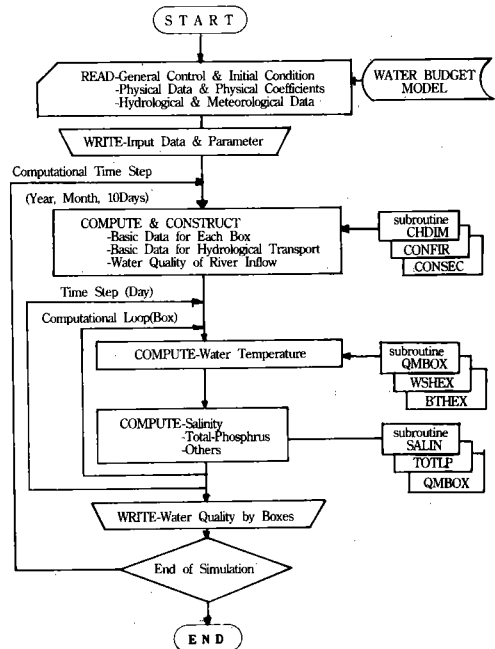 START
READ-General Control & Initial Condition
-Physical Data & Physical Coefficients
-Hydrological & Meteorological Data
WATER BUDGET
MODEL
WRITE-Input Data & Parameter
Computational Time Step
(Year, Month, 10Days)
COMPUTE & CONSTRUCT
-Basic Data for Each Box
-Basic Data for Hydrological Transport
-Water Quality of River Inflow
subroutine
CHDIM
CONFIR
CONSEC
Time Step (Day)
Computational Loop(Box)
COMPUTE-Water Temperature
subroutine
QMBOX
WSHEX
BTHEX
COMPUTE-Salinity
-Total-Phosphrus
-Others
subroutine
SALIN
TOTLP
QMBOX
WRITE-Water Quality by Boxes
End of Simulation
END